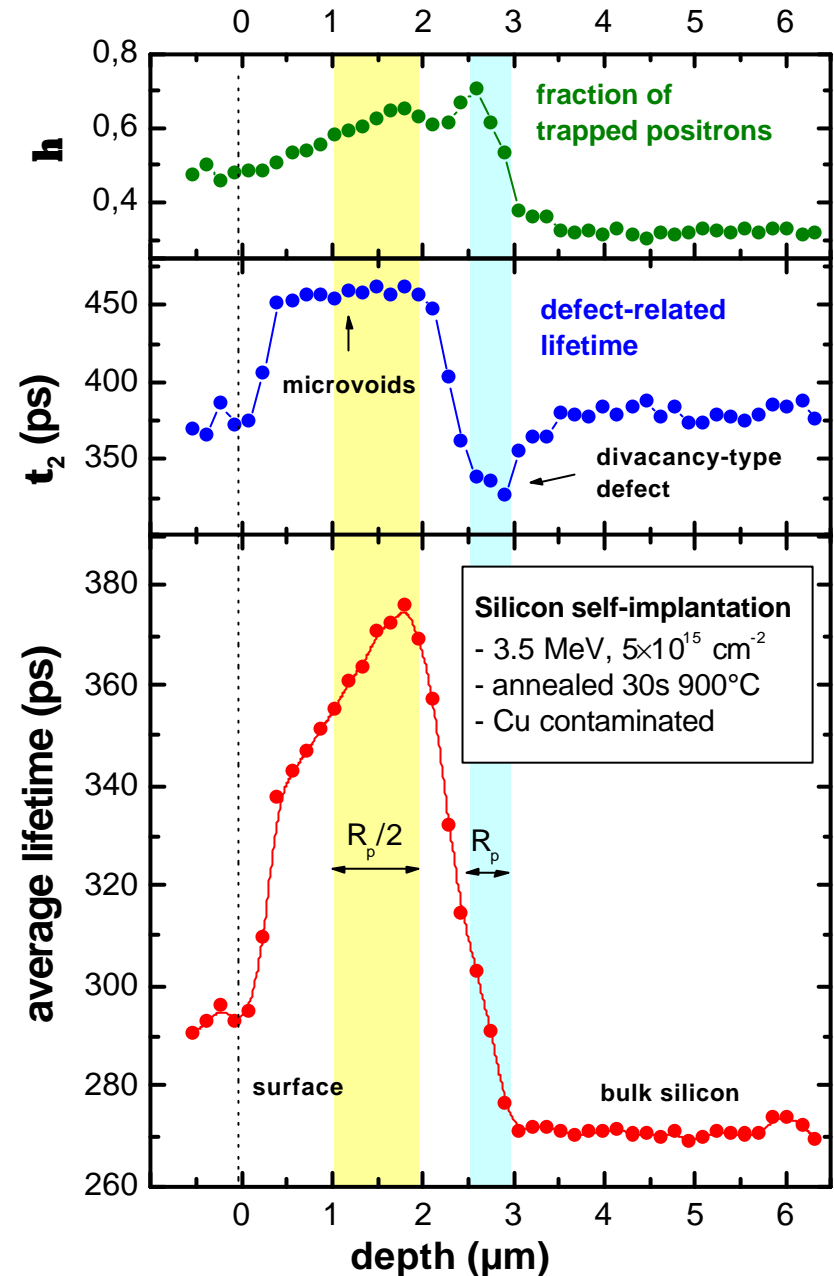 0 1 2 3 4 5 6
0,8
0,6
0,4
h
fraction of
trapped positrons
450
400
350
t2 (ps)
defect-related
lifetime
microvoids
divacancy-type
defect
380
360
340
320
300
280
260
average lifetime (ps)
Silicon self-implantation
- 3.5 MeV, 5×10^15 cm^-2
- annealed 30s 900°C
- Cu contaminated
Rp/2
Rp
surface
bulk silicon
0 1 2 3 4 5 6
depth (µm)